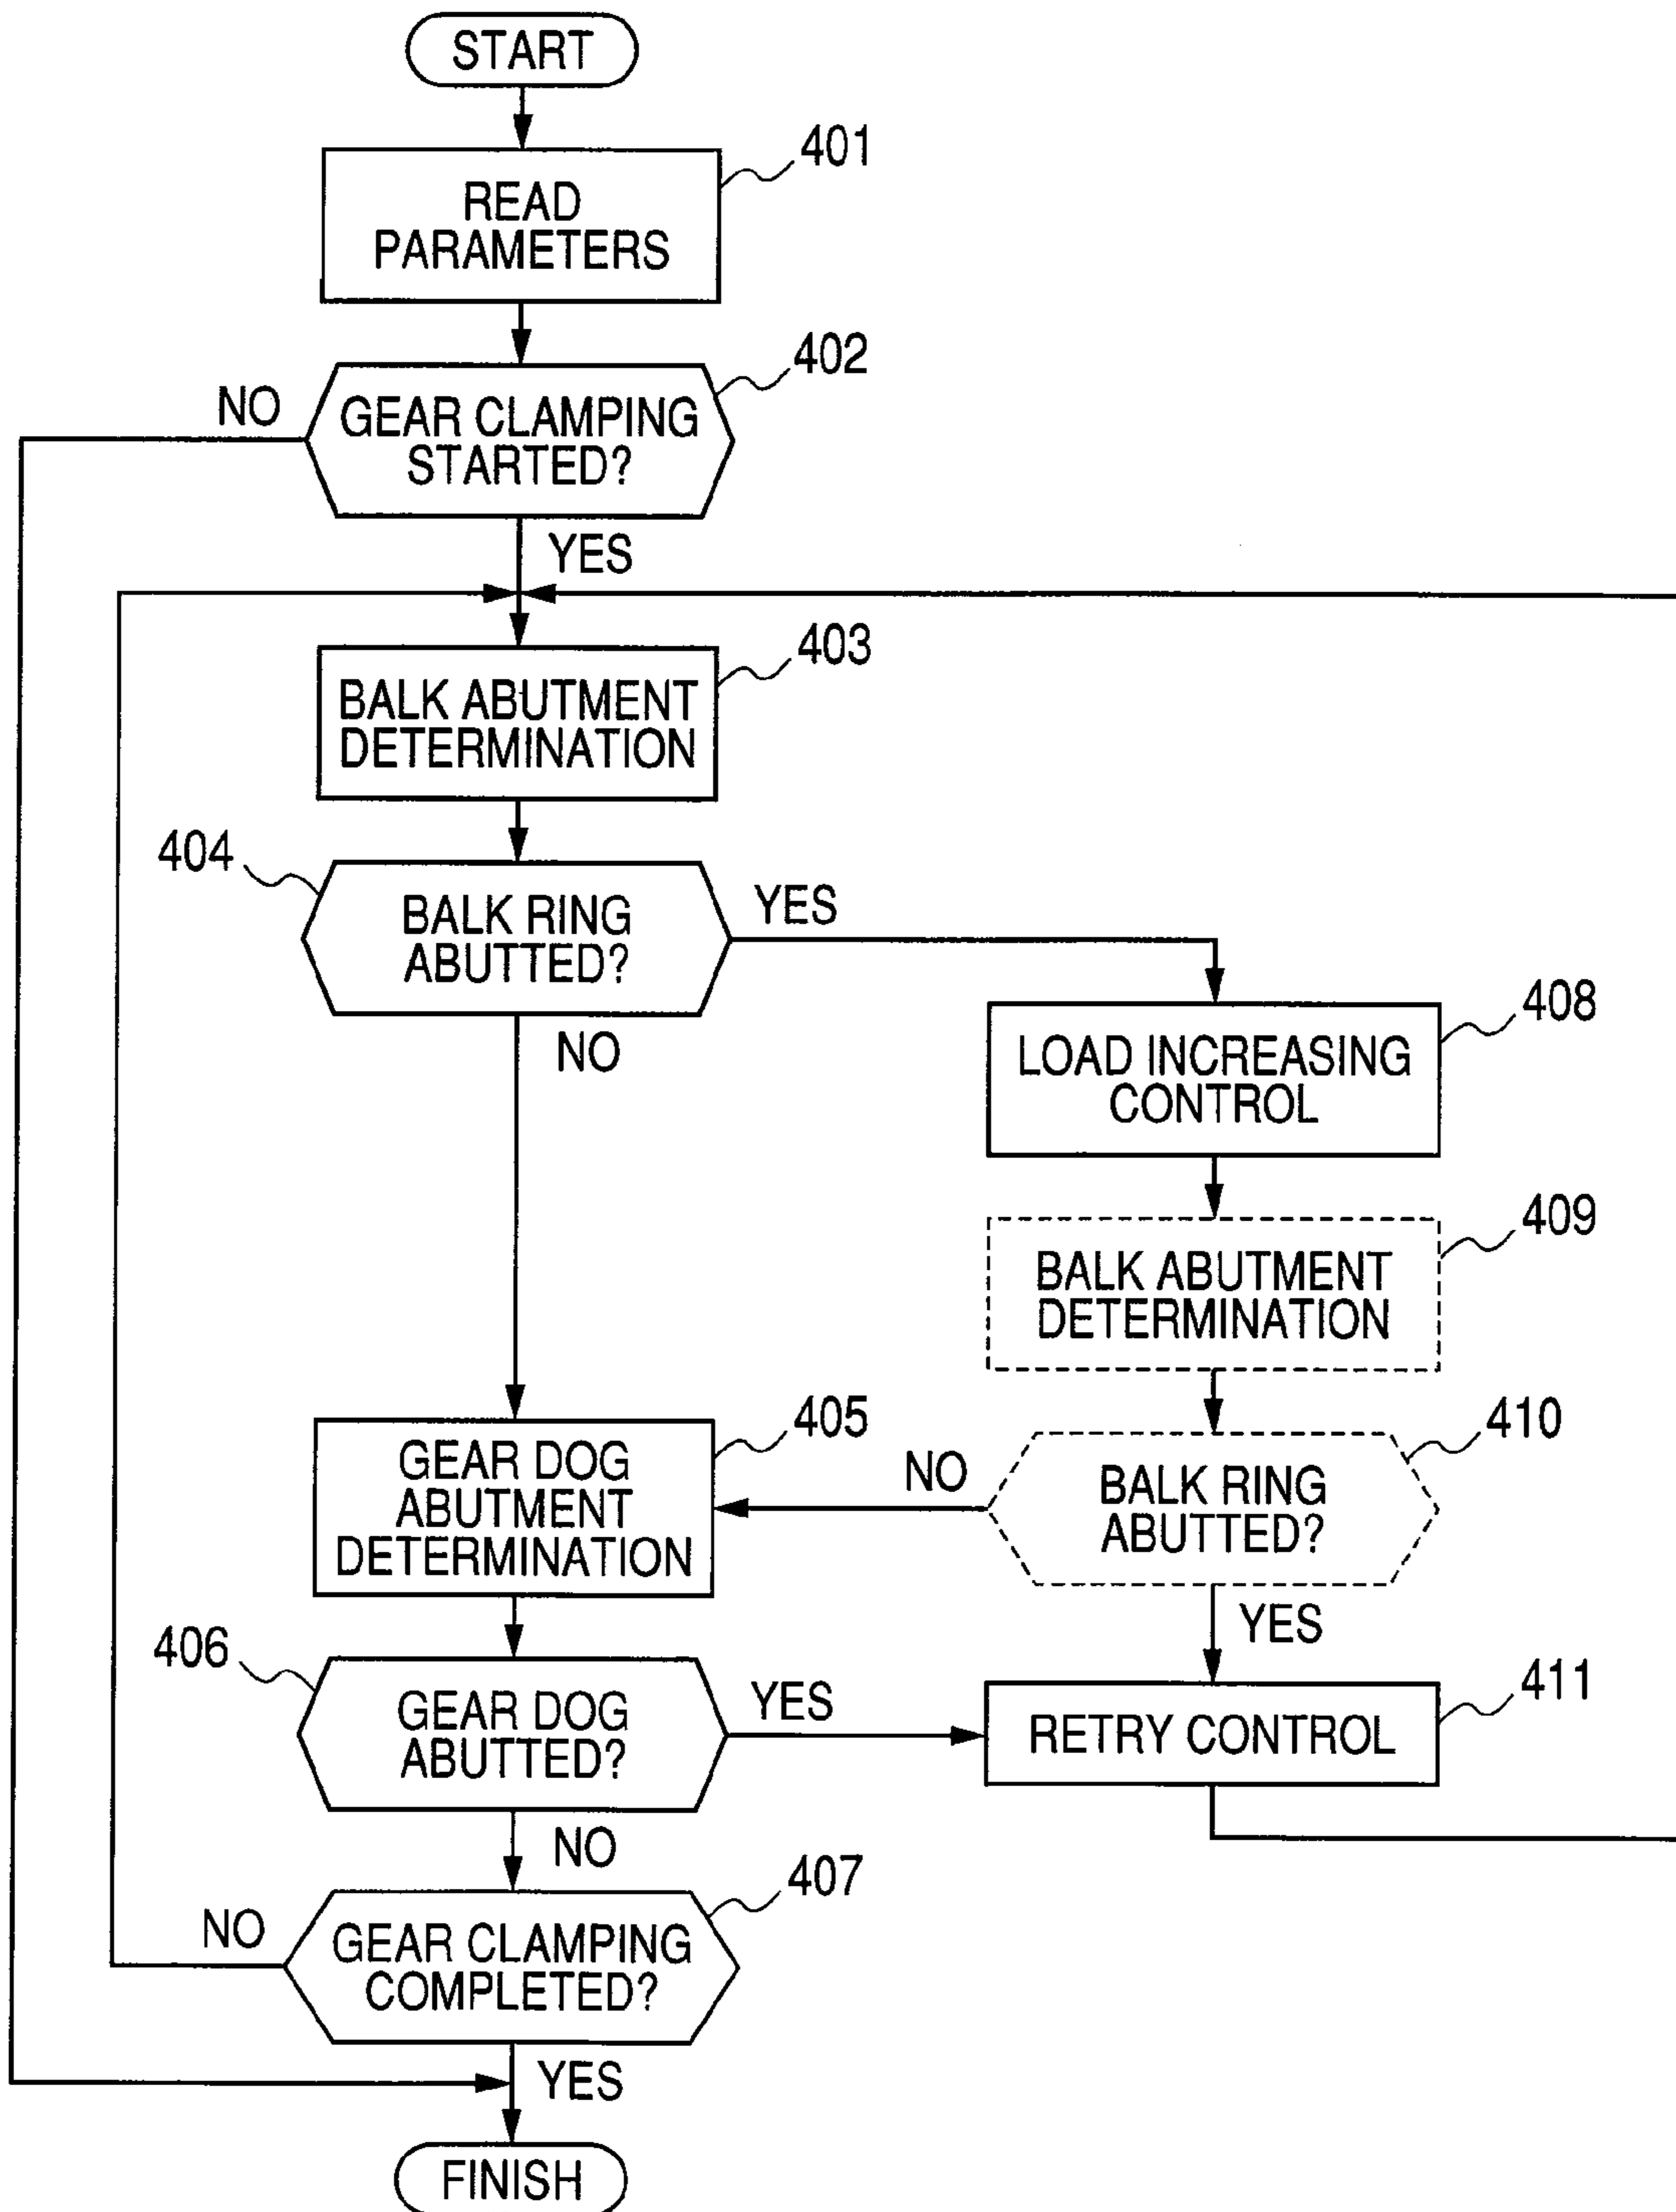 START
401
READ
PARAMETERS
402
NO
GEAR CLAMPING
STARTED?
YES
403
BALK ABUTMENT
DETERMINATION
404
BALK RING
ABUTTED?
YES
NO
408
LOAD INCREASING
CONTROL
409
BALK ABUTMENT
DETERMINATION
405
GEAR DOG
ABUTMENT
DETERMINATION
NO
410
BALK RING
ABUTTED?
YES
406
GEAR DOG
ABUTTED?
YES
411
RETRY CONTROL
NO
407
NO
GEAR CLAMPING
COMPLETED?
YES
FINISH